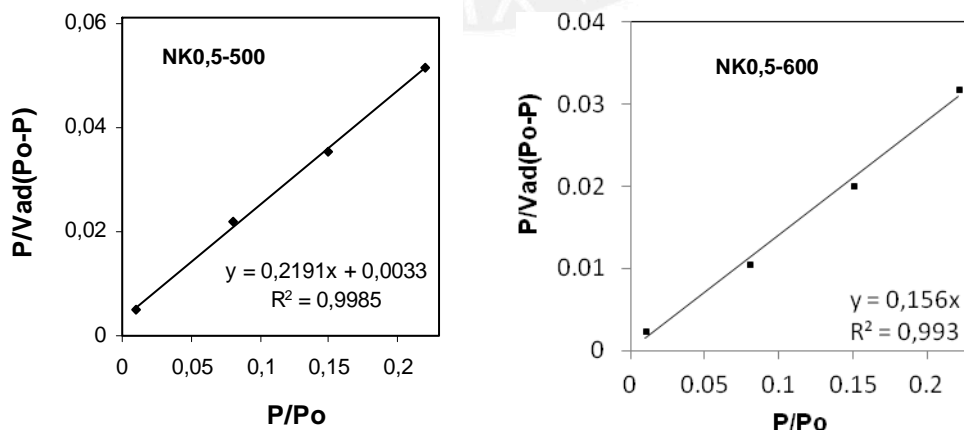 NK0,5-500
P/Vad(Po-P)
0,06
0,04
0,02
0
y = 0,2191x + 0,0033
R² = 0,9985
0 0,05 0,1 0,15 0,2
P/Po
NK0,5-600
P/Vad(Po-P)
0.04
0.03
0.02
0.01
0
y = 0,156x
R² = 0,993
0 0.05 0.1 0.15 0.2
P/Po